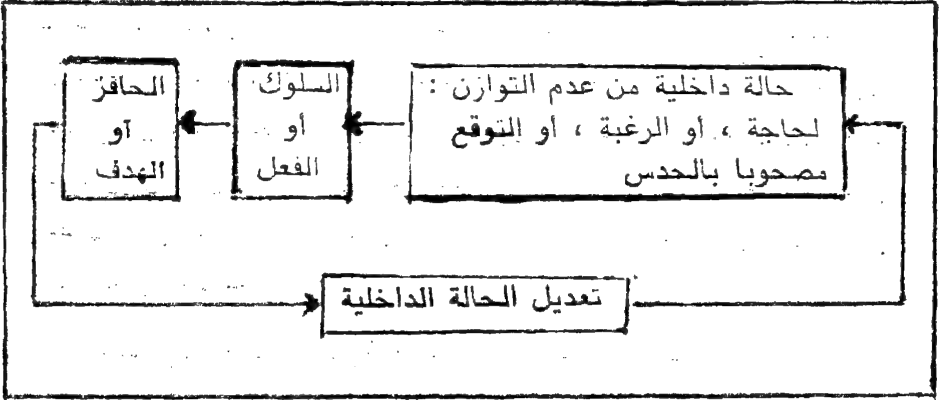 حالة داخلية من عدم التوازن :
لحاجة ، أو الرغبة ، أو التوقع
مصحوبا بالحدس
السلوك
أو
الفعل
الحافز
أو
الهدف
تعديل الحالة الداخلية